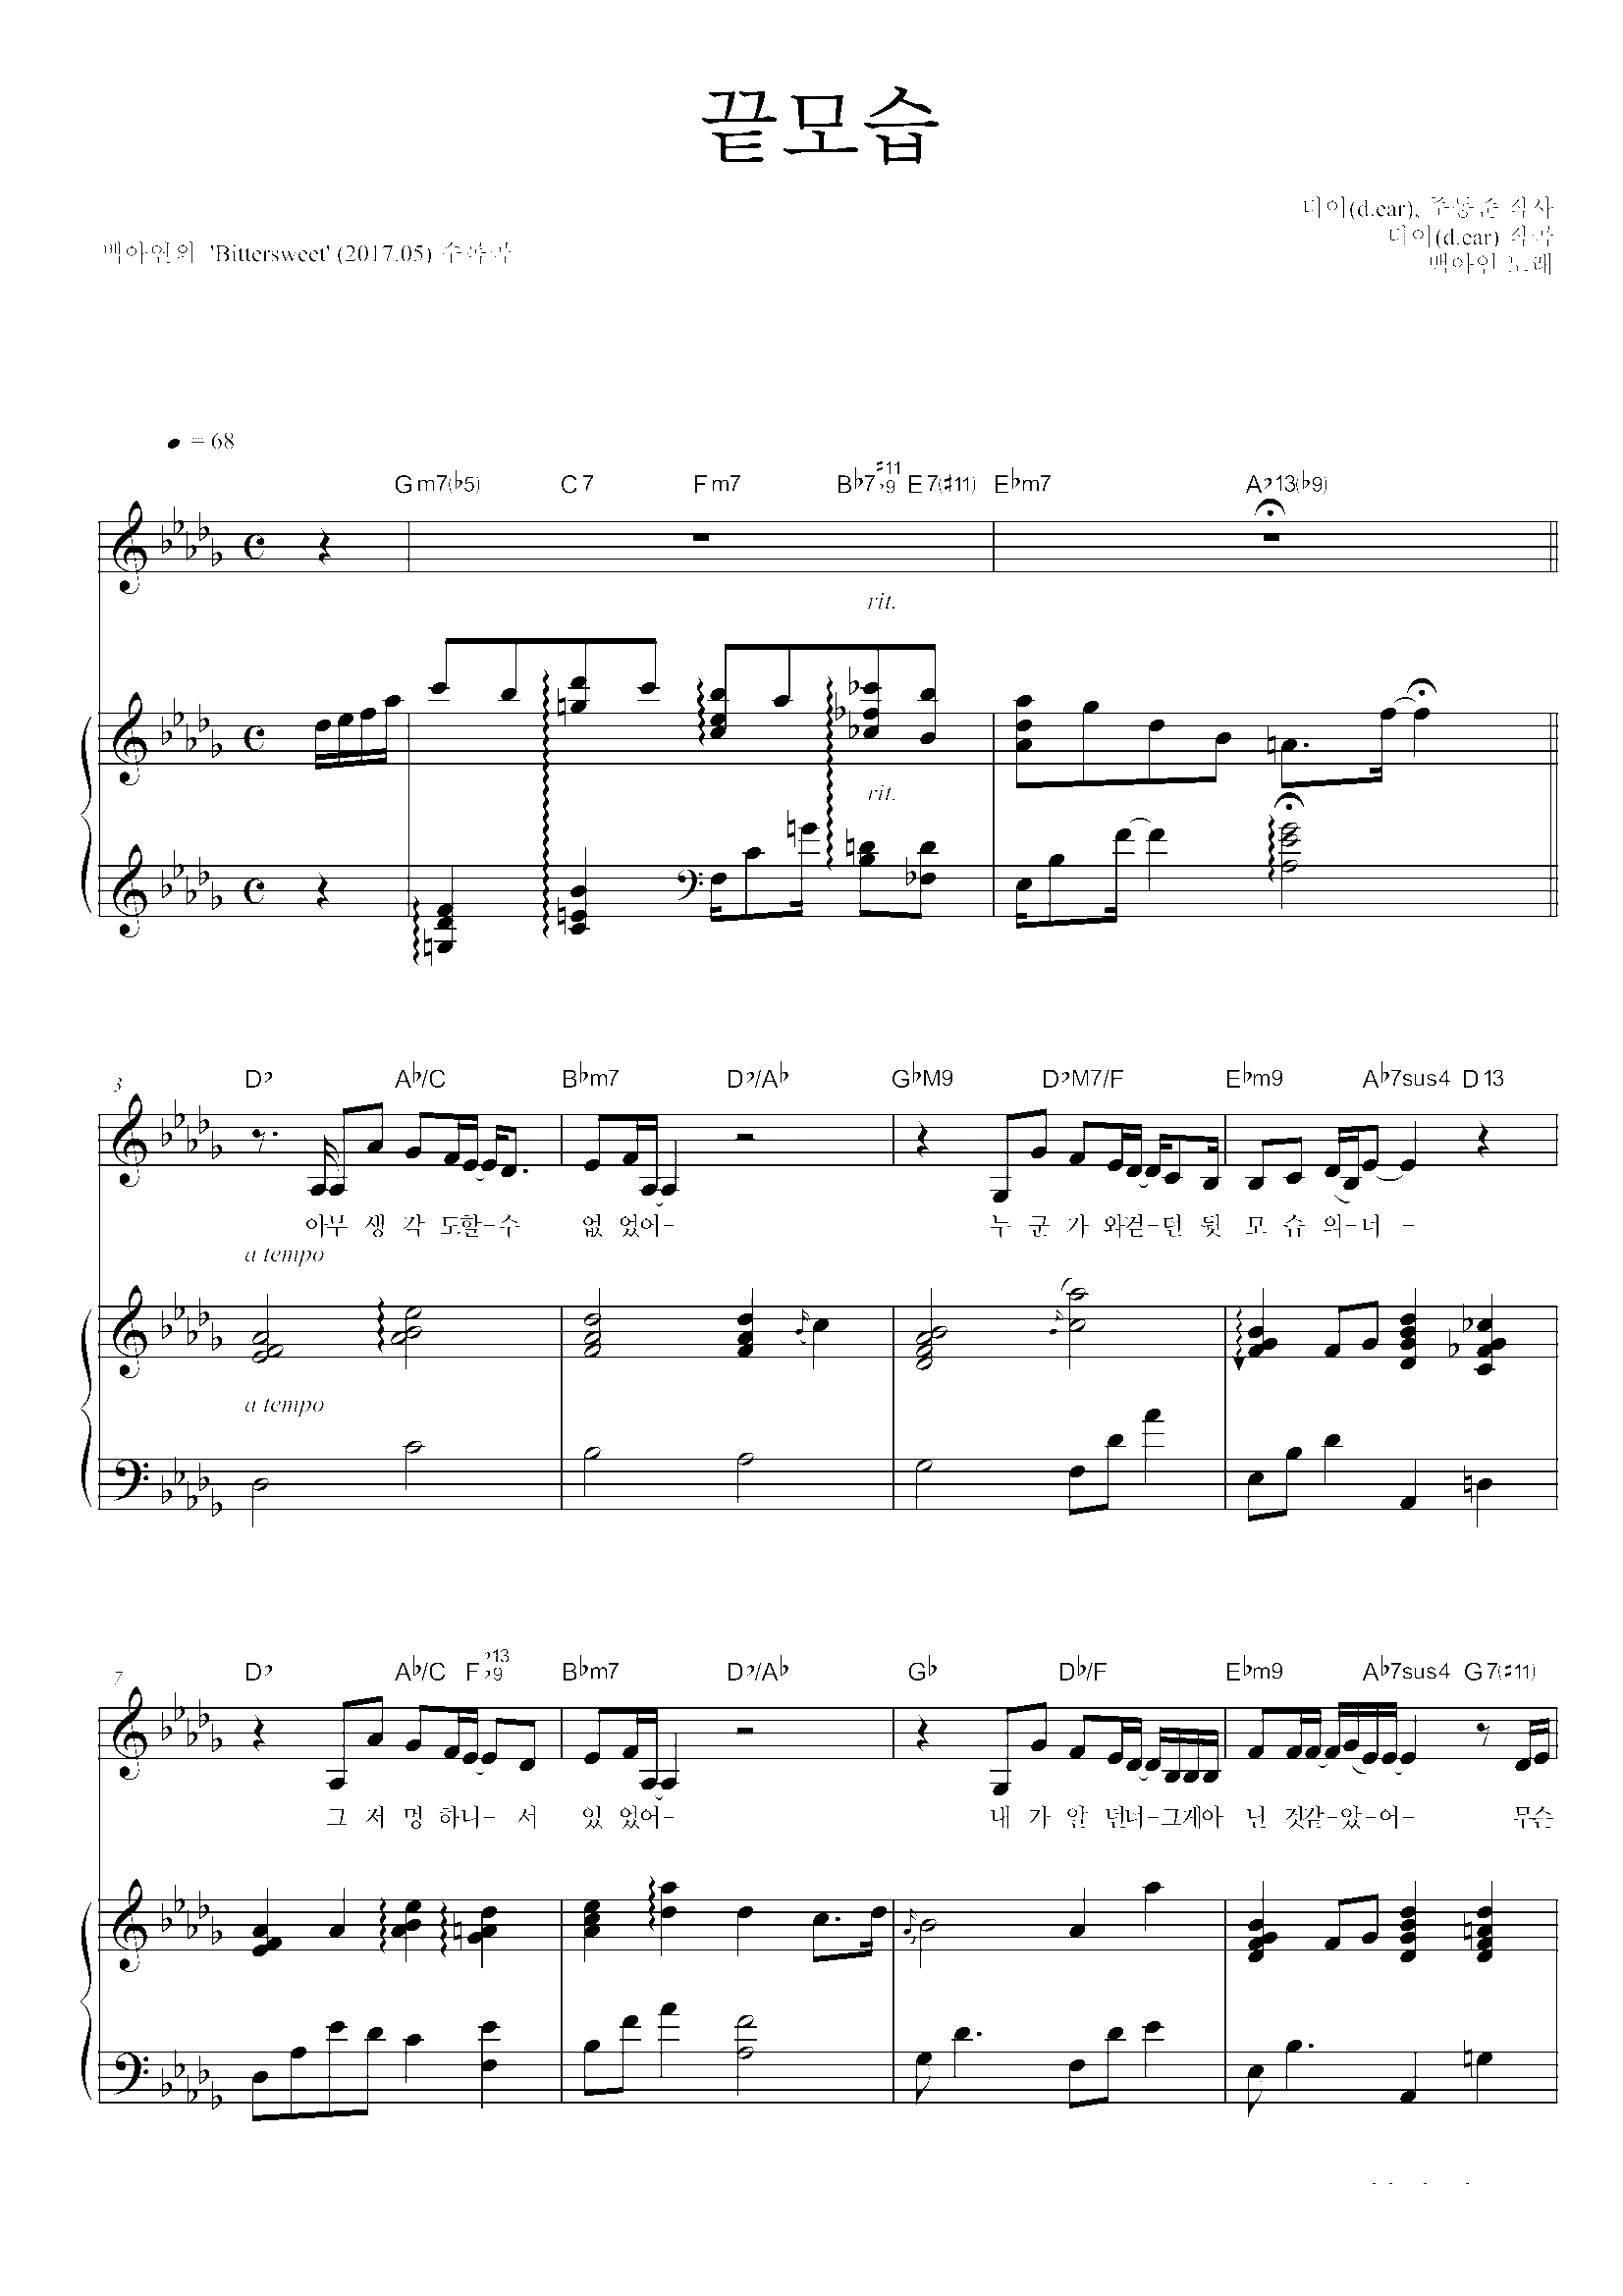 끝모습
디어(d.ear), 주봉준 작사
백아연의 'Bittersweet' (2017.05) 수록곡
디어(d.ear) 작곡
백아연 노래
= 68
Gm7(♭5) C7 Fm7 B♭7♯11♭9 E7(♯11) E♭m7 A♭13(♭9)
rit.
rit.
3 D♭ A♭/C B♭m7 D♭/A♭ G♭M9 D♭M7/F E♭m9 A♭7sus4 D13
아무 생 각 도할-수 없 었어- 누 군 가 와걷-던 뒷 모 습 의-너 -
a tempo
a tempo
7 D♭ A♭/C F♭13♭9 B♭m7 D♭/A♭ G♭ D♭/F E♭m9 A♭7sus4 G7(♯11)
그 저 멍 하니- 서 있 었어- 내 가 알 던너-그게아 닌 것같-았-어- 무슨